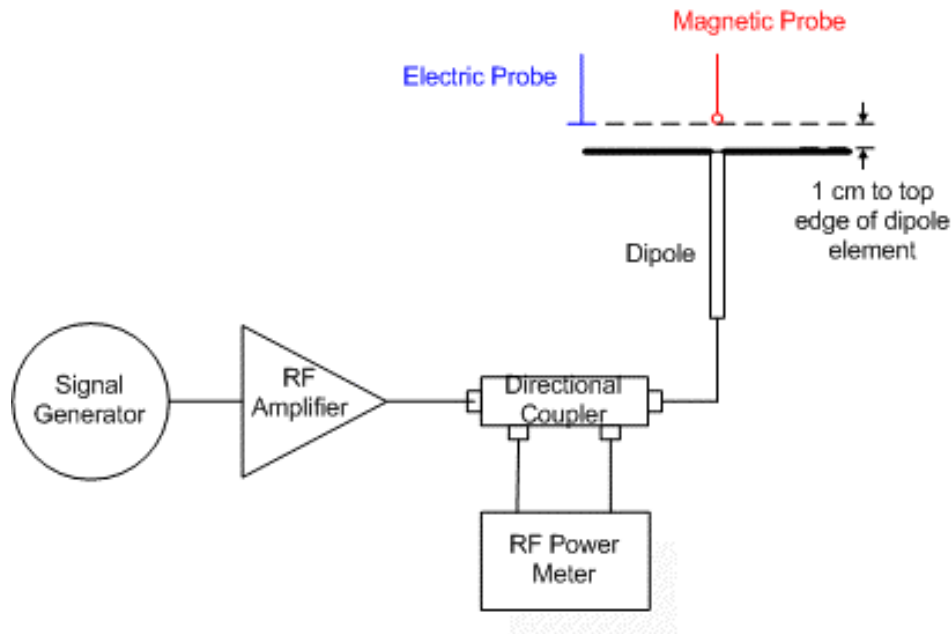 Magnetic Probe
Electric Probe
1 cm to top
edge of dipole
element
Dipole
Signal
Generator
RF
Amplifier
Directional
Coupler
RF Power
Meter